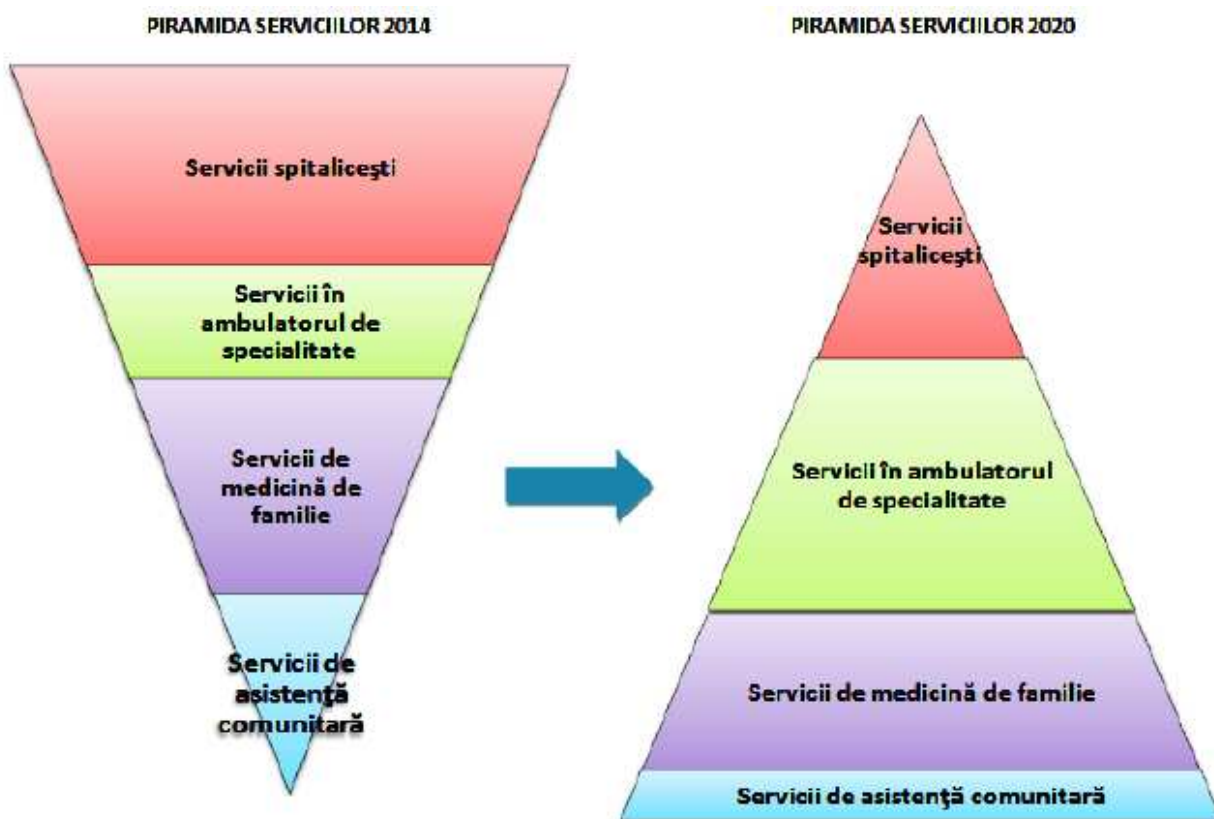 PIRAMIDA SERVICIILOR 2014
Servicii spitaliceşti
Servicii în
ambulatorul de
specialitate
Servicii de
medicină de
familie
Servicii de
asistenţă
comunitară
PIRAMIDA SERVICIILOR 2020
Servicii
spitaliceşti
Servicii în ambulatorul
de specialitate
Servicii de medicină de familie
Servicii de asistenţă comunitară